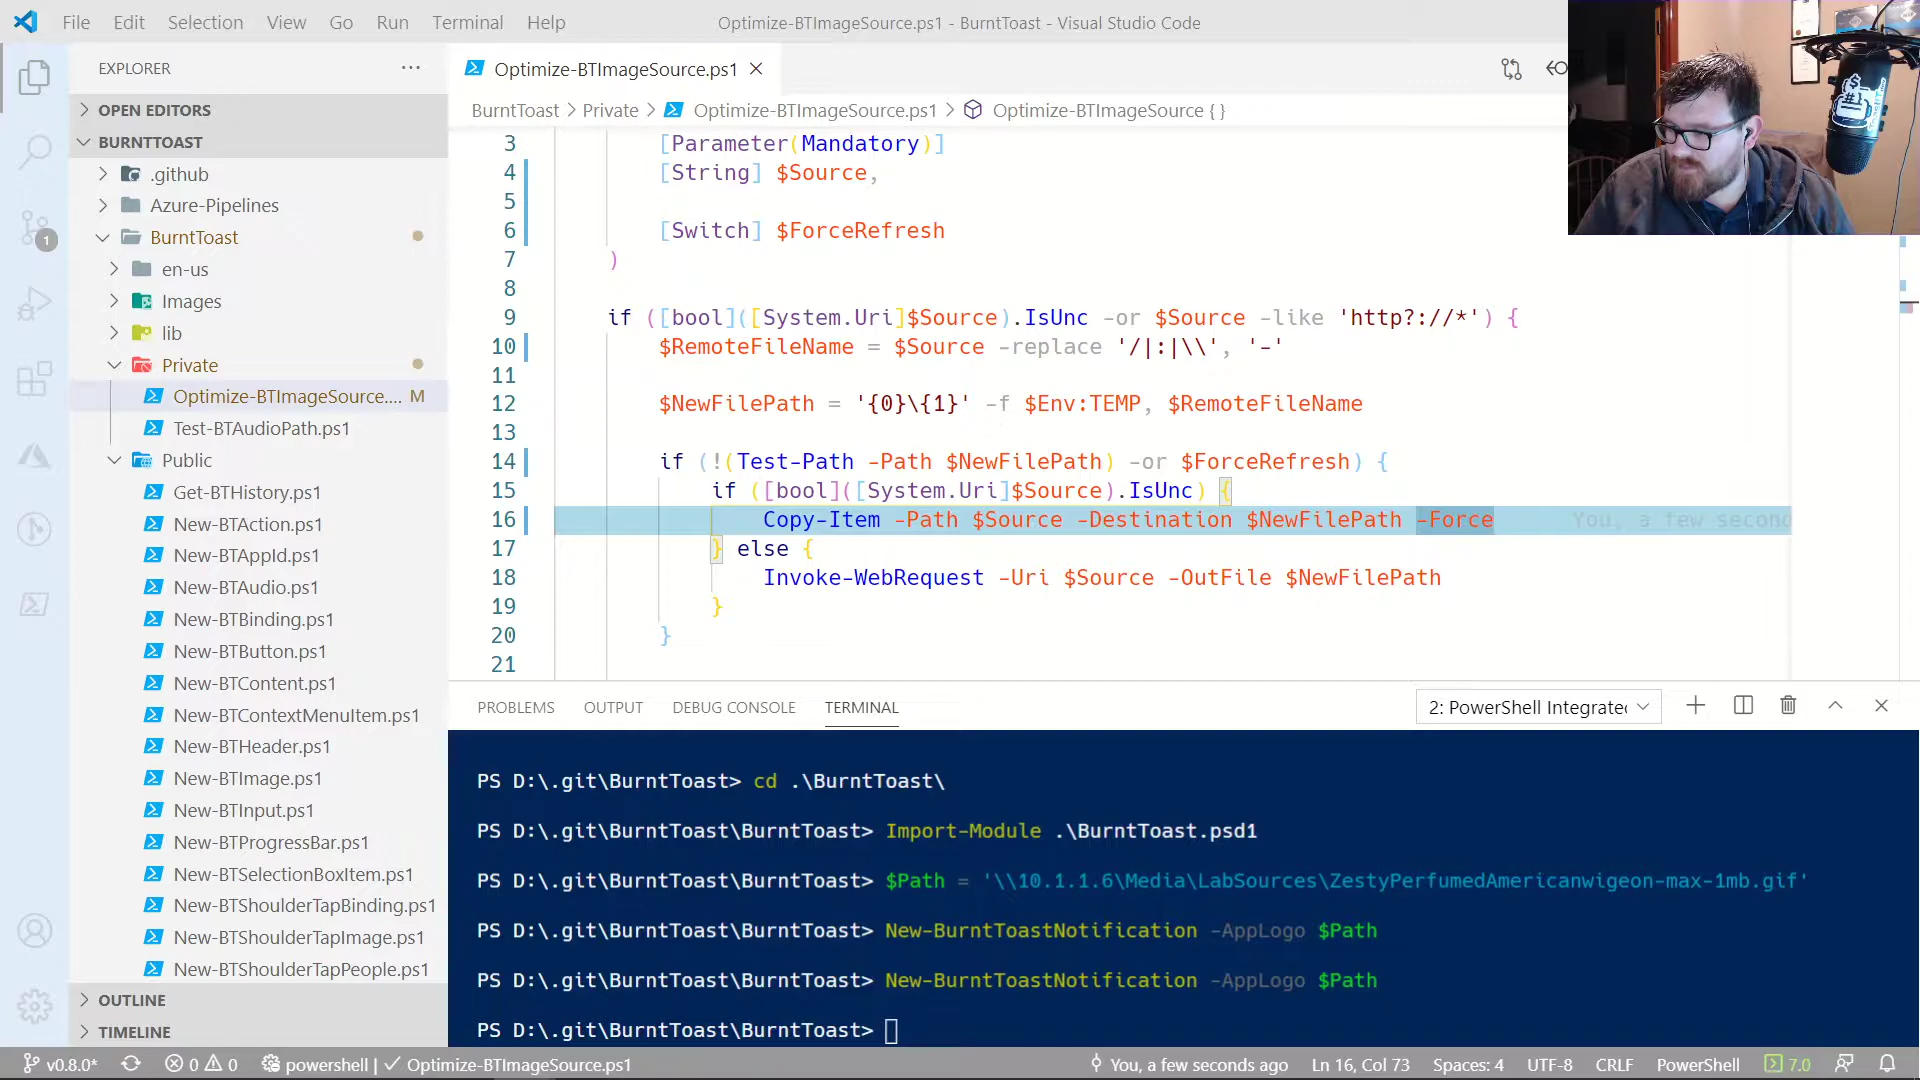 File Edit Selection View Go Run Terminal Help
Optimize-BTImageSource.ps1 - BurntToast - Visual Studio Code
EXPLORER
OPEN EDITORS
BURNTTOAST
.github
Azure-Pipelines
BurntToast
en-us
Images
lib
Private
Optimize-BTImageSource.... M
Test-BTAudioPath.ps1
Public
Get-BTHistory.ps1
New-BTAction.ps1
New-BTAppId.ps1
New-BTAudio.ps1
New-BTBinding.ps1
New-BTButton.ps1
New-BTContent.ps1
New-BTContextMenuItem.ps1
New-BTHeader.ps1
New-BTImage.ps1
New-BTInput.ps1
New-BTProgressBar.ps1
New-BTSelectionBoxItem.ps1
New-BTShoulderTapBinding.ps1
New-BTShoulderTapImage.ps1
New-BTShoulderTapPeople.ps1
OUTLINE
TIMELINE
1
Optimize-BTImageSource.ps1
BurntToast > Private > Optimize-BTImageSource.ps1 > Optimize-BTImageSource { }
3 [Parameter(Mandatory)]
4 [String] $Source,
5
6 [Switch] $ForceRefresh
7 )
8
9 if ([bool]([System.Uri]$Source).IsUnc -or $Source -like 'http?://*') {
10 $RemoteFileName = $Source -replace '/|:|\\', '-'
11
12 $NewFilePath = '{0}\{1}' -f $Env:TEMP, $RemoteFileName
13
14 if (!(Test-Path -Path $NewFilePath) -or $ForceRefresh) {
15 if ([bool]([System.Uri]$Source).IsUnc) {
16 Copy-Item -Path $Source -Destination $NewFilePath -Force You, a few second
17 } else {
18 Invoke-WebRequest -Uri $Source -OutFile $NewFilePath
19 }
20 }
21
PROBLEMS OUTPUT DEBUG CONSOLE TERMINAL
2: PowerShell Integrate
PS D:\.git\BurntToast> cd .\BurntToast\
PS D:\.git\BurntToast\BurntToast> Import-Module .\BurntToast.psd1
PS D:\.git\BurntToast\BurntToast> $Path = '\\10.1.1.6\Media\LabSources\ZestyPerfumedAmericanwigeon-max-1mb.gif'
PS D:\.git\BurntToast\BurntToast> New-BurntToastNotification -AppLogo $Path
PS D:\.git\BurntToast\BurntToast> New-BurntToastNotification -AppLogo $Path
PS D:\.git\BurntToast\BurntToast>
v0.8.0* 0 0 powershell | ✓ Optimize-BTImageSource.ps1 You, a few seconds ago Ln 16, Col 73 Spaces: 4 UTF-8 CRLF PowerShell 7.0